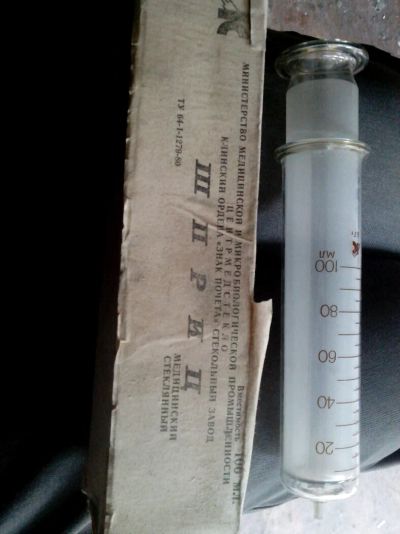 МИНИСТЕРСТВО МЕДИЦИНСКОЙ И МИКРОБИОЛОГИЧЕСКОЙ ПРОМЫШЛЕННОСТИ
ЦЕНТРМЕДСТЕКЛО
КЛИНСКИЙ ОРДЕНА «ЗНАК ПОЧЕТА» СТЕКОЛЬНЫЙ ЗАВОД
Вместимость 100 МЛ.
ШПРИЦ
МЕДИЦИНСКИЙ
СТЕКЛЯННЫЙ
ТУ 64-1-1279-80
МЛ
100
80
60
40
20